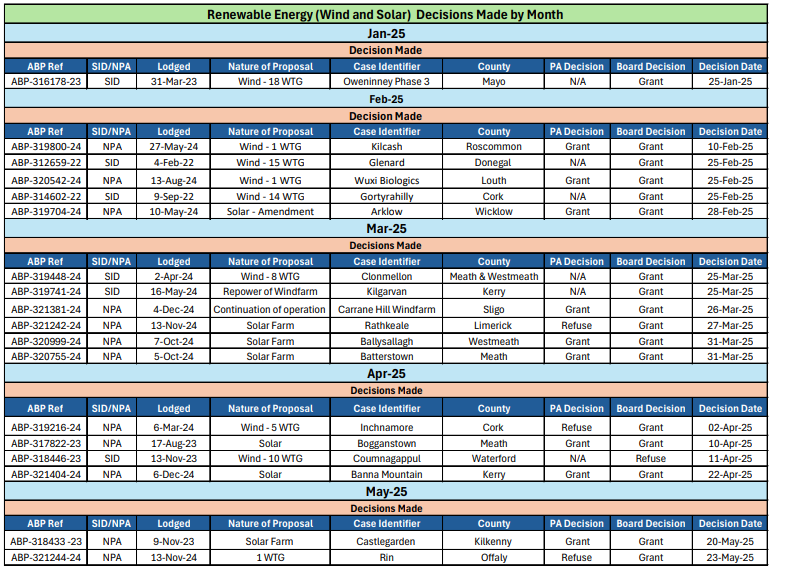 Renewable Energy (Wind and Solar) Decisions Made by Month
Jan-25
Decision Made
ABP Ref SID/NPA Lodged Nature of Proposal Case Identifier County PA Decision Board Decision Decision Date
ABP-316178-23 SID 31-Mar-23 Wind - 18 WTG Oweninney Phase 3 Mayo N/A Grant 25-Jan-25
Feb-25
Decision Made
ABP Ref SID/NPA Lodged Nature of Proposal Case Identifier County PA Decision Board Decision Decision Date
ABP-319800-24 NPA 27-May-24 Wind - 1 WTG Kilcash Roscommon Grant Grant 10-Feb-25
ABP-312659-22 SID 4-Feb-22 Wind - 15 WTG Glenard Donegal N/A Grant 25-Feb-25
ABP-320542-24 NPA 13-Aug-24 Wind - 1 WTG Wuxi Biologics Louth Grant Grant 25-Feb-25
ABP-314602-22 SID 9-Sep-22 Wind - 14 WTG Gortyrahilly Cork N/A Grant 25-Feb-25
ABP-319704-24 NPA 10-May-24 Solar - Amendment Arklow Wicklow Grant Grant 28-Feb-25
Mar-25
Decisions Made
ABP Ref SID/NPA Lodged Nature of Proposal Case Identifier County PA Decision Board Decision Decision Date
ABP-319448-24 SID 2-Apr-24 Wind - 8 WTG Clonmellon Meath & Westmeath N/A Grant 25-Mar-25
ABP-319741-24 SID 16-May-24 Repower of Windfarm Kilgarvan Kerry N/A Grant 25-Mar-25
ABP-321381-24 NPA 4-Dec-24 Continuation of operation Carrane Hill Windfarm Sligo Grant Grant 26-Mar-25
ABP-321242-24 NPA 13-Nov-24 Solar Farm Rathkeale Limerick Refuse Grant 27-Mar-25
ABP-320999-24 NPA 7-Oct-24 Solar Farm Ballysallagh Westmeath Grant Grant 31-Mar-25
ABP-320755-24 NPA 5-Oct-24 Solar Farm Batterstown Meath Grant Grant 31-Mar-25
Apr-25
Decisions Made
ABP Ref SID/NPA Lodged Nature of Proposal Case Identifier County PA Decision Board Decision Decision Date
ABP-319216-24 NPA 6-Mar-24 Wind - 5 WTG Inchnamore Cork Refuse Grant 02-Apr-25
ABP-317822-23 NPA 17-Aug-23 Solar Bogganstown Meath Grant Grant 10-Apr-25
ABP-318446-23 SID 13-Nov-23 Wind - 10 WTG Coumnagappul Waterford N/A Refuse 11-Apr-25
ABP-321404-24 NPA 6-Dec-24 Solar Banna Mountain Kerry Grant Grant 22-Apr-25
May-25
Decisions Made
ABP Ref SID/NPA Lodged Nature of Proposal Case Identifier County PA Decision Board Decision Decision Date
ABP-318433 -23 NPA 9-Nov-23 Solar Farm Castlegarden Kilkenny Grant Grant 20-May-25
ABP-321244-24 NPA 13-Nov-24 1 WTG Rin Offaly Refuse Grant 23-May-25